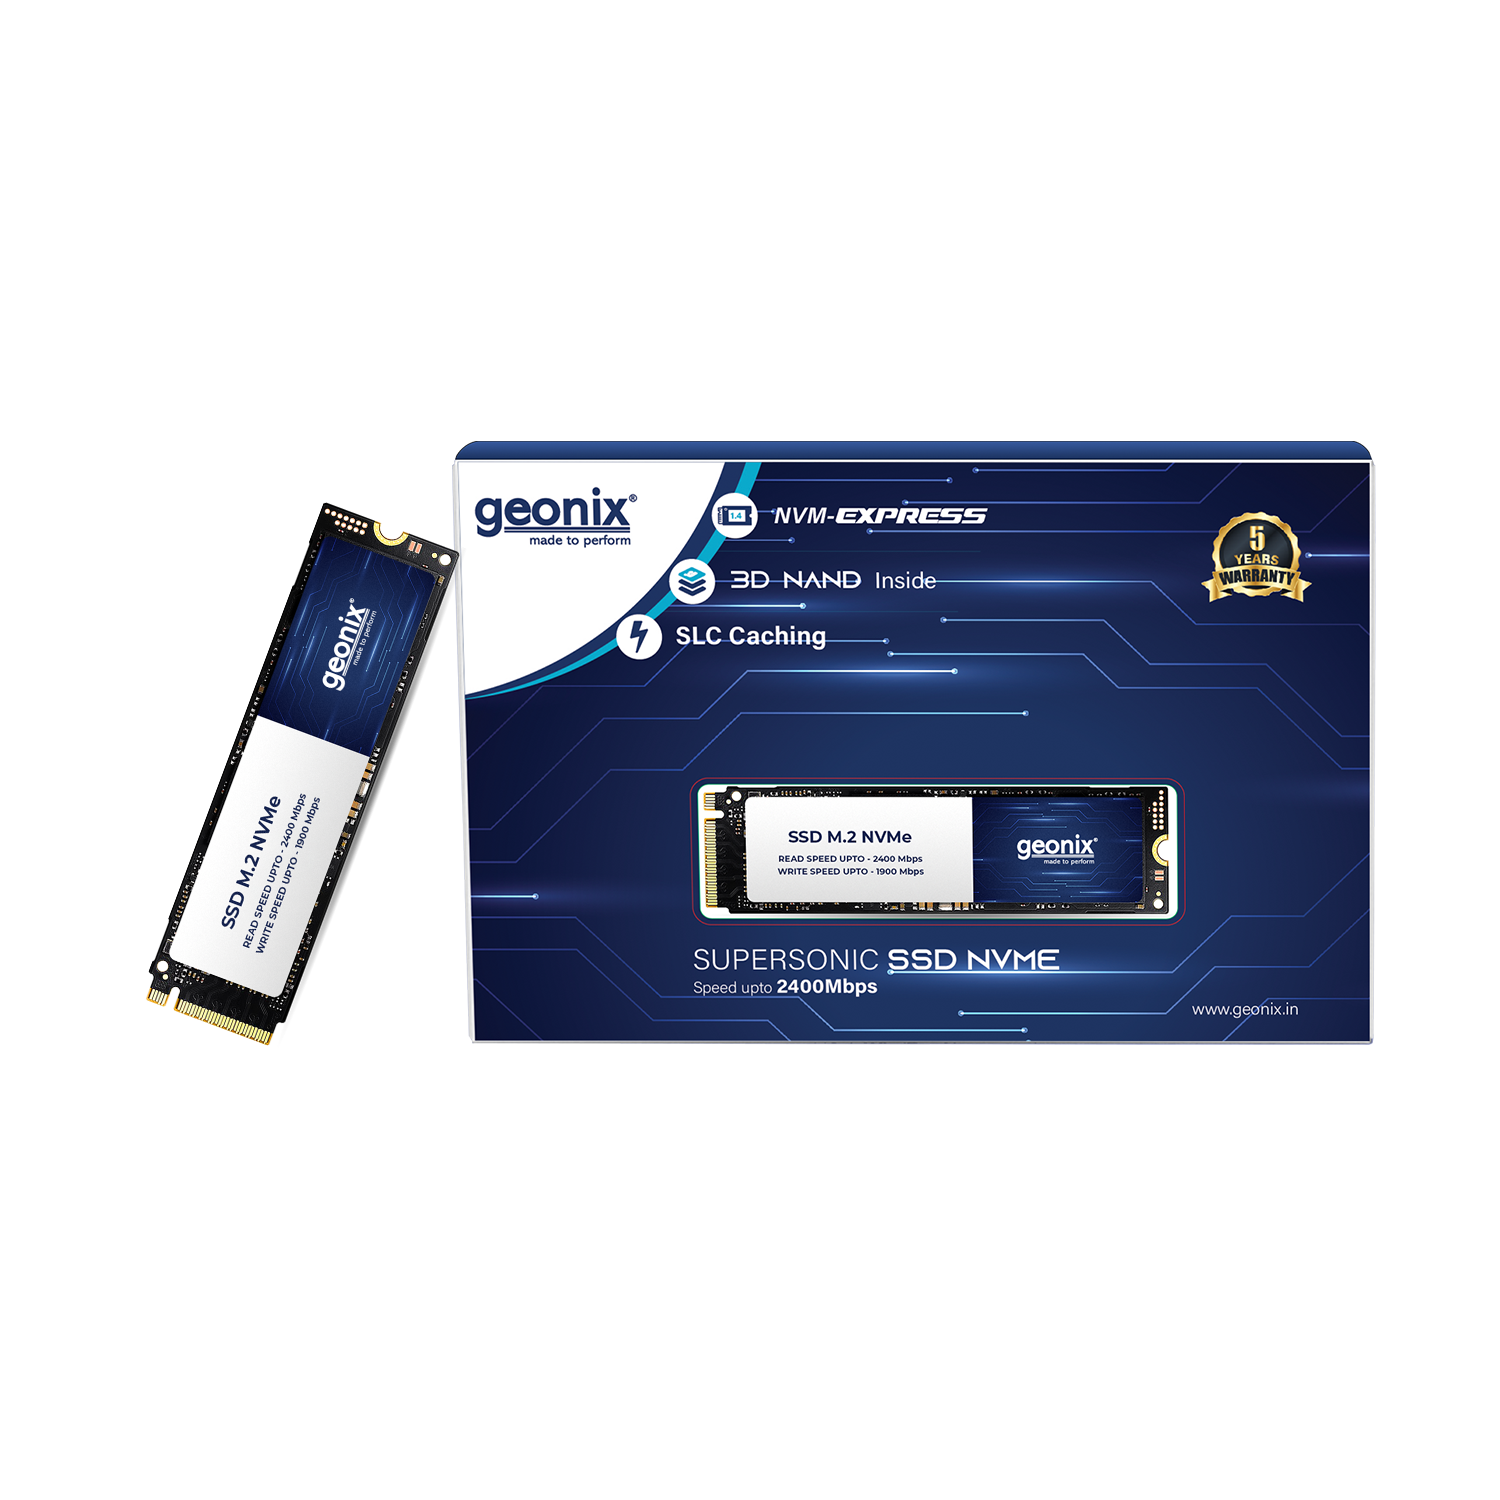 geonix®
made to perform
SSD M.2 NVMe
READ SPEED UPTO - 2400 Mbps
WRITE SPEED UPTO - 1900 Mbps
geonix®
made to perform
1.4
NVM-EXPRESS
3D NAND Inside
SLC Caching
5
YEARS
WARRANTY
SSD M.2 NVMe
READ SPEED UPTO - 2400 Mbps
WRITE SPEED UPTO - 1900 Mbps
geonix®
made to perform
SUPERSONIC SSD NVME
Speed upto 2400Mbps
www.geonix.in